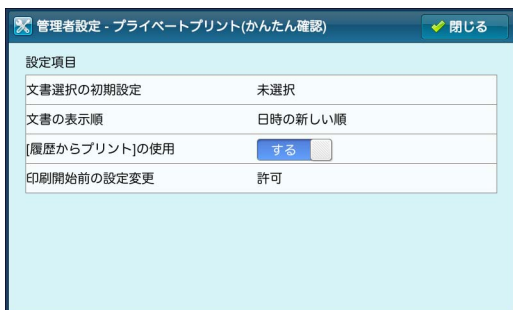 管理者設定 - プライベートプリント(かんたん確認)
閉じる
設定項目
文書選択の初期設定 未選択
文書の表示順 日時の新しい順
[履歴からプリント]の使用 する
印刷開始前の設定変更 許可